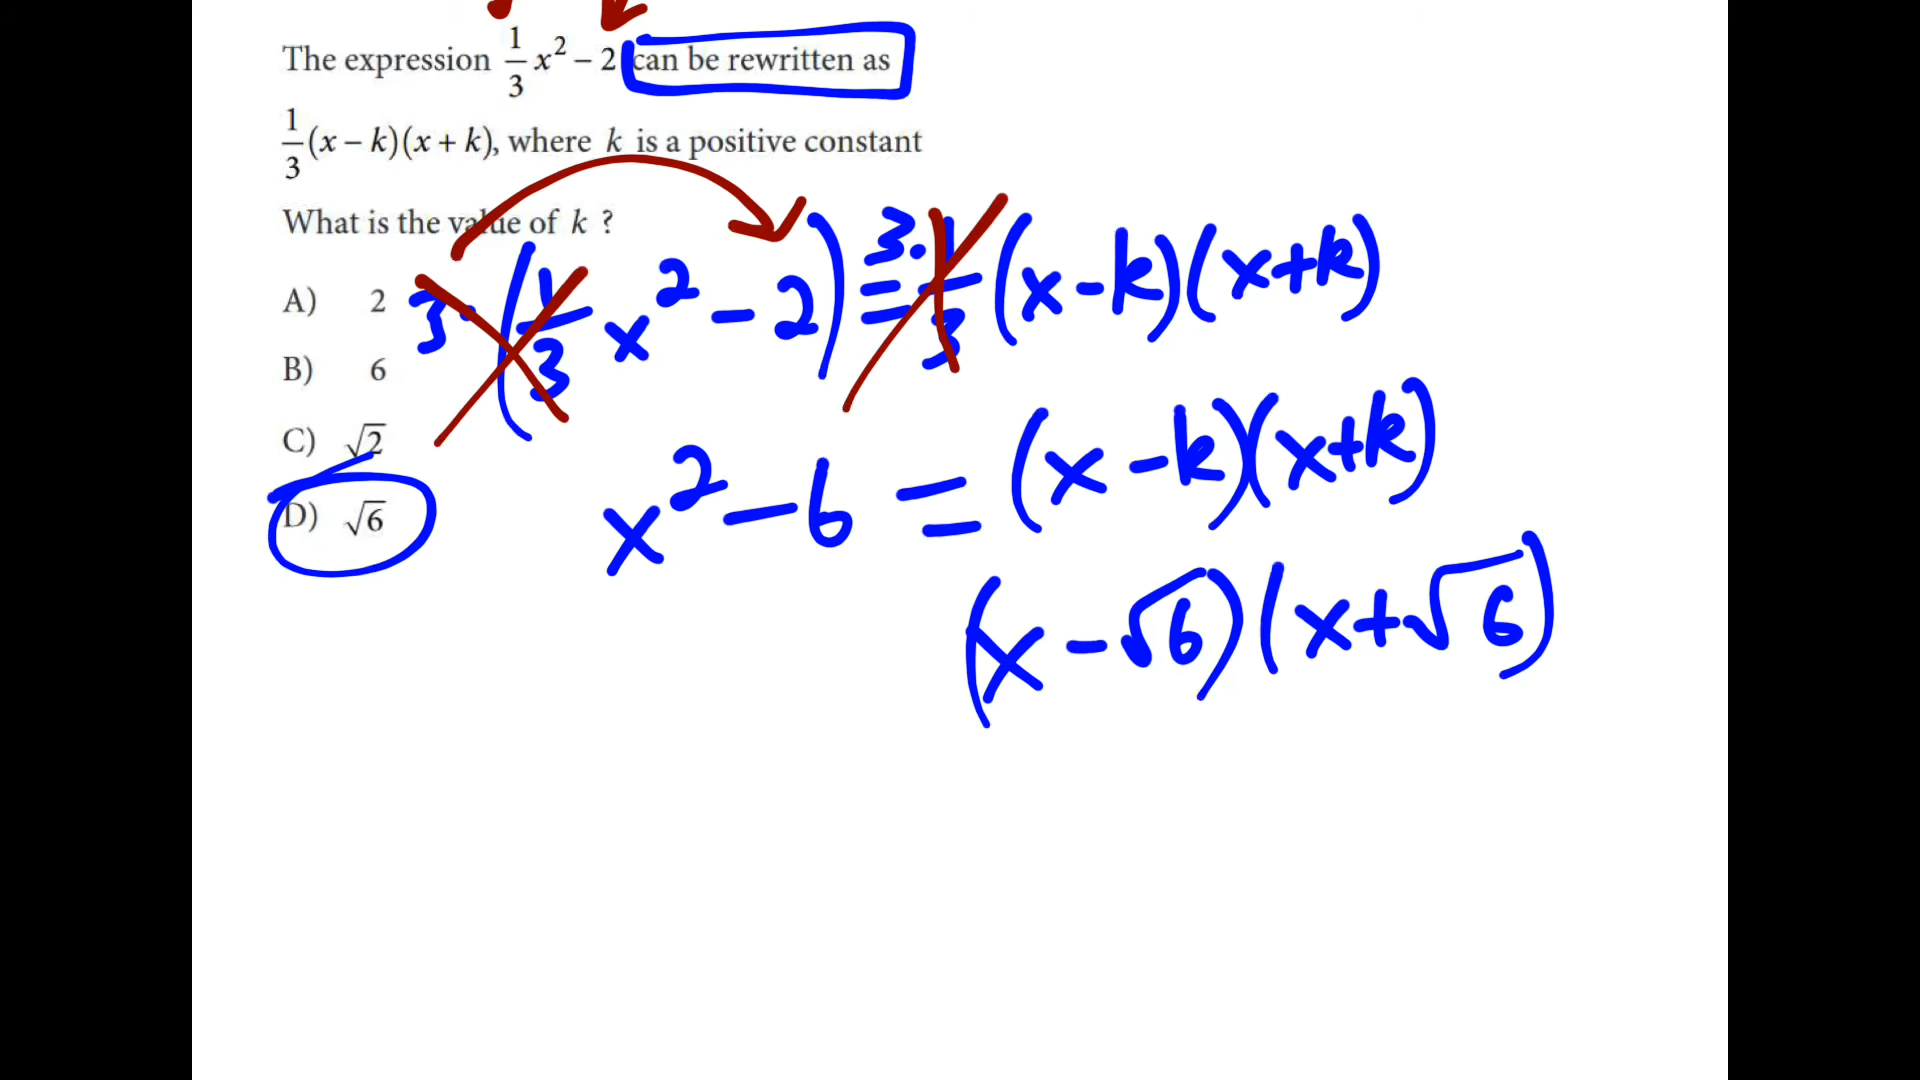 The expression 1/3 x² – 2 can be rewritten as
1/3 (x – k)(x + k), where k is a positive constant
What is the value of k ?
A) 2
B) 6
C) √2
D) √6
3 · (1/3 x² – 2) = 3 · 1/3 (x – k)(x + k)
x² – 6 = (x – k)(x + k)
(x – √6)(x + √6)